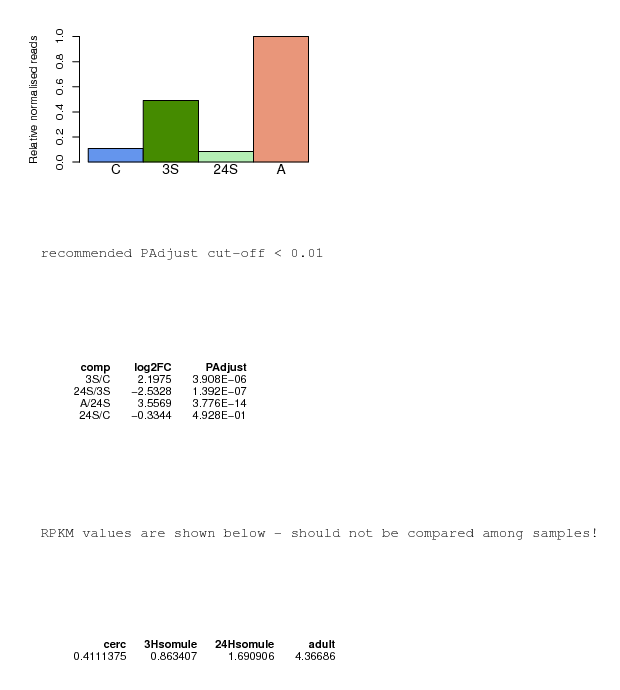 Relative normalised reads
1.0
0.8
0.6
0.4
0.2
0.0
C 3S 24S A
recommended PAdjust cut-off < 0.01
comp log2FC PAdjust
3S/C 2.1975 3.908E−06
24S/3S −2.5328 1.392E−07
A/24S 3.5569 3.776E−14
24S/C −0.3344 4.928E−01
RPKM values are shown below - should not be compared among samples!
cerc 3Hsomule 24Hsomule adult
0.4111375 0.863407 1.690906 4.36686